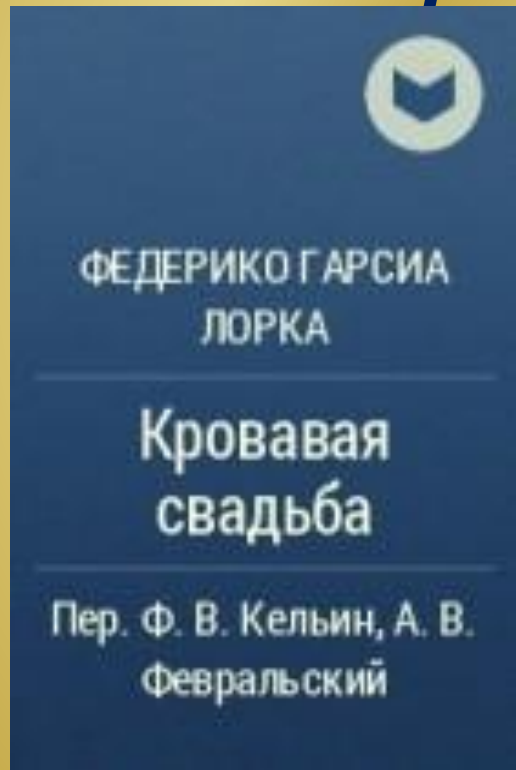 ФЕДЕРИКО ГАРСИА
ЛОРКА
Кровавая
свадьба
Пер. Ф. В. Кельин, А. В.
Февральский